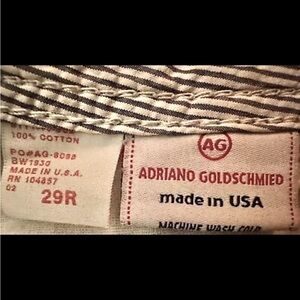 100% COTTON
PO#AG-8099
BW1930
MADE IN U.S.A.
RN 104857
02
29R
AG
ADRIANO GOLDSCHMIED
made in USA
MACHINE WASH COLD